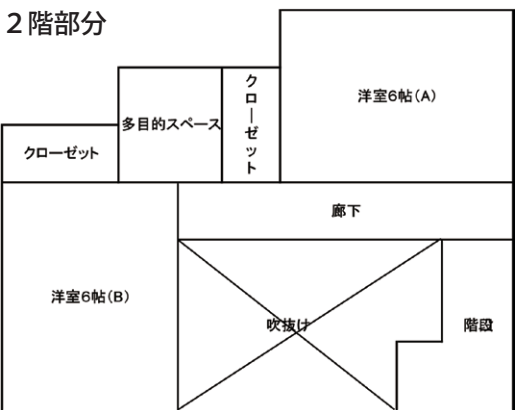 ２階部分
洋室6帖(A)
クローゼット
多目的スペース
クローゼット
廊下
洋室6帖(B)
吹抜け
階段